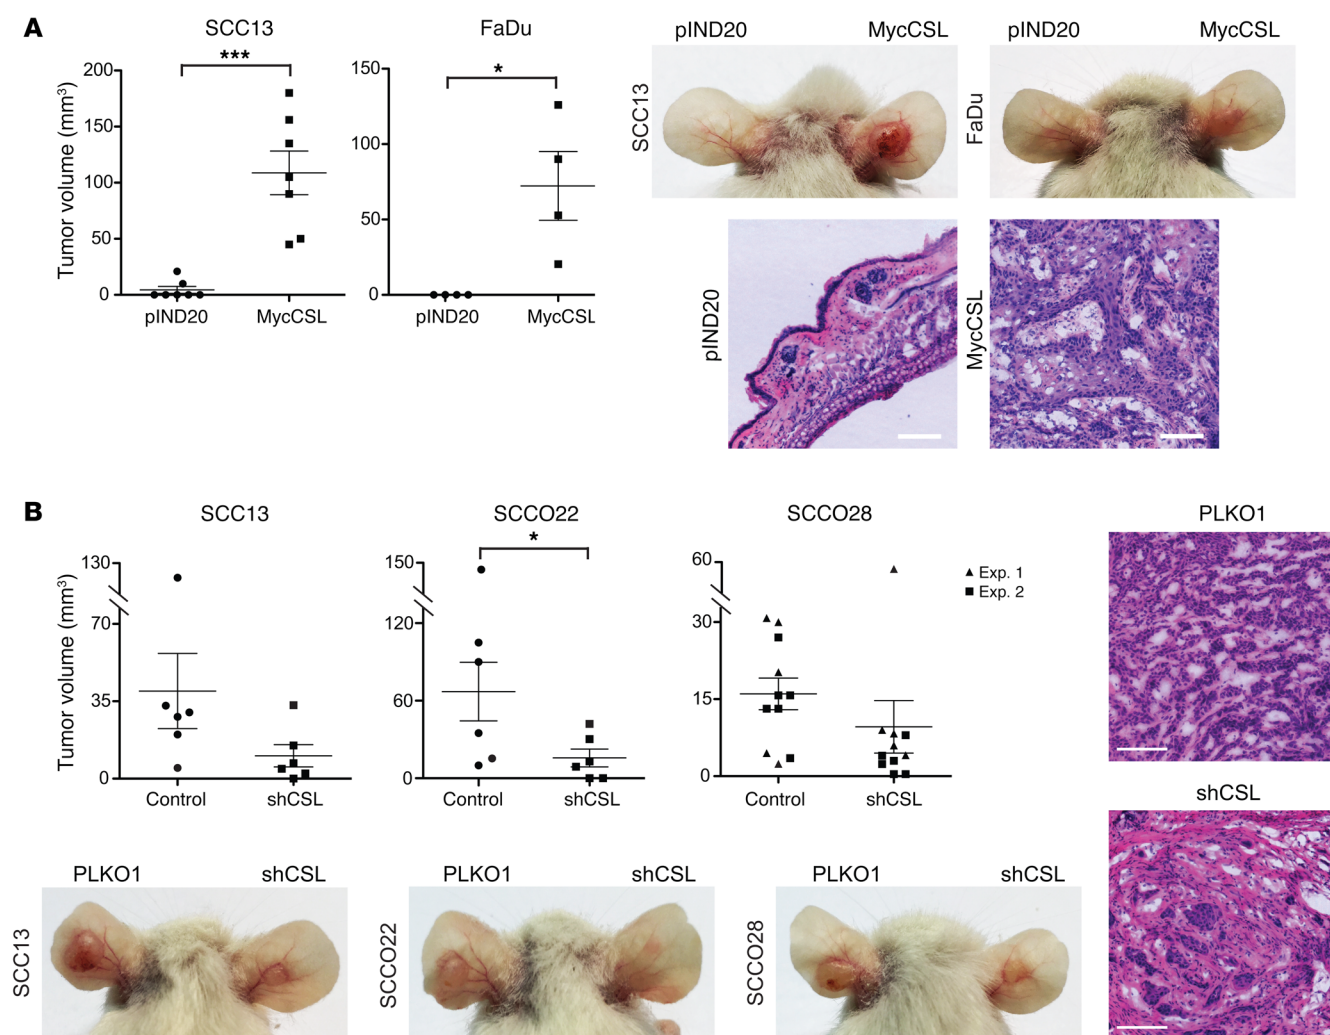 A
SCC13
FaDu
***
*
Tumor volume (mm³)
200
150
100
50
0
pIND20
MycCSL
150
100
50
0
pIND20
MycCSL
pIND20
MycCSL
SCC13
pIND20
MycCSL
FaDu
pIND20
MycCSL
B
SCC13
SCCO22
SCCO28
PLKO1
*
Tumor volume (mm³)
130
70
35
0
Control
shCSL
150
120
60
0
Control
shCSL
60
30
15
0
Control
shCSL
Exp. 1
Exp. 2
shCSL
PLKO1
shCSL
SCC13
PLKO1
shCSL
SCCO22
PLKO1
shCSL
SCCO28